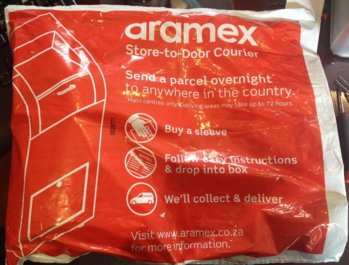 aramex
Store-to-Door Courier
Send a parcel overnight*
to anywhere in the country.
*Main centres only. Outlying areas may take up to 72 hours.
Buy a sleeve
Follow easy instructions
& drop into box
We'll collect & deliver
Visit www.aramex.co.za
for more information.